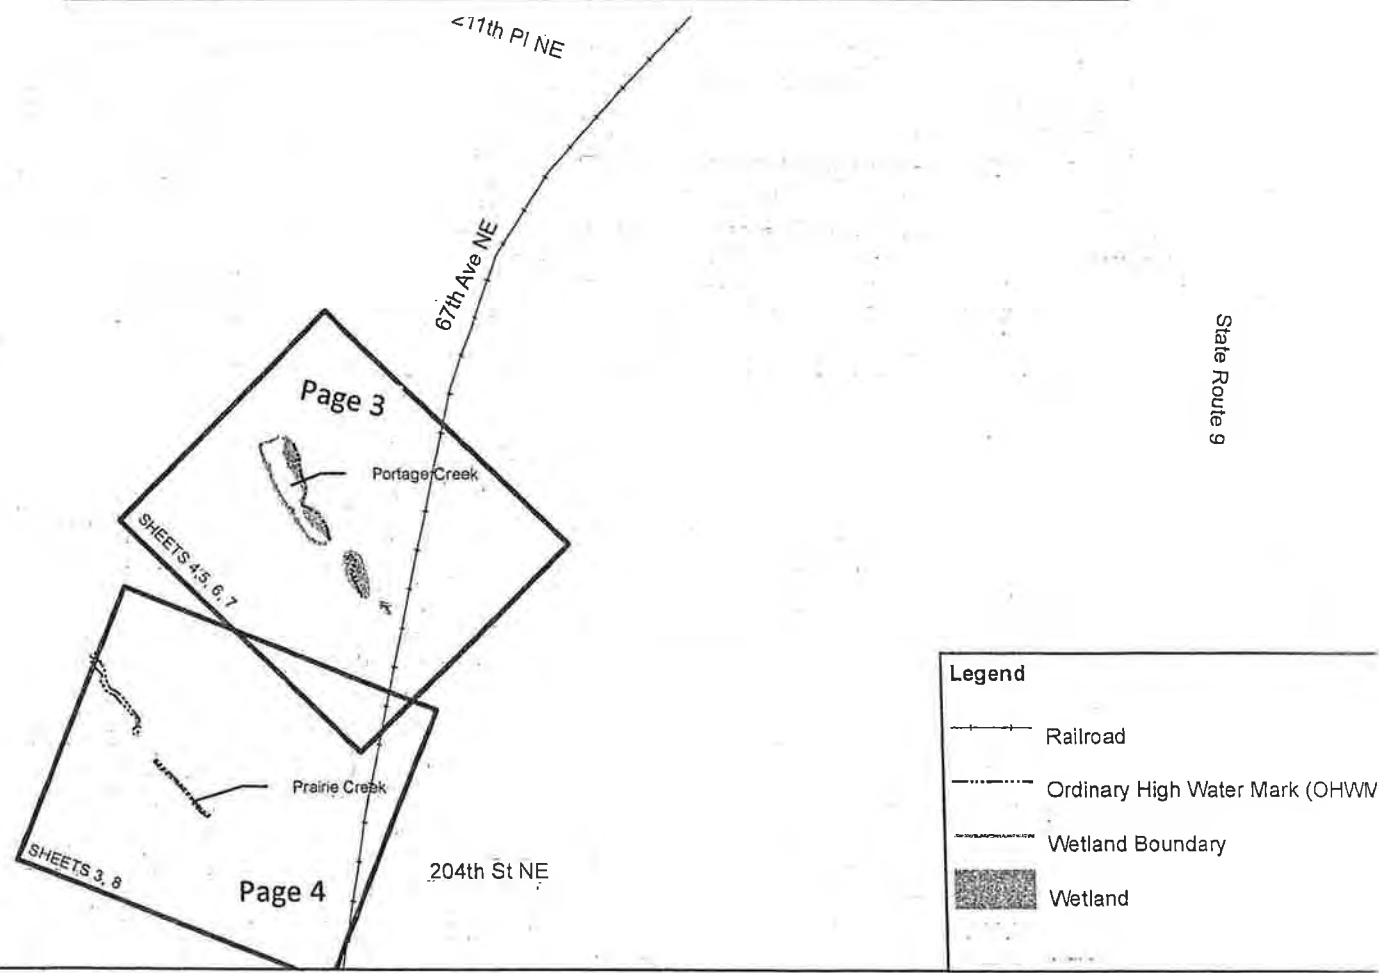 211th Pl NE
67th Ave NE
State Route 9
Page 3
Portage Creek
SHEETS 4,5, 6, 7
Prairie Creek
SHEETS 3, 8
Page 4
204th St NE
Legend
Railroad
Ordinary High Water Mark (OHWM
Wetland Boundary
Wetland